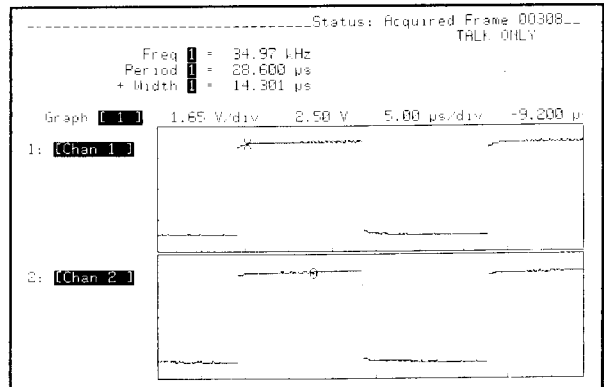 Status: Acquired Frame 00308
TALK ONLY
Freq 1 = 34.97 kHz
Period 1 = 28.600 µs
+ Width 1 = 14.301 µs
Graph [ 1 ] 1.65 V/div 2.50 V 5.00 µs/div -9.200 µ
1: [Chan 1 ]
2: [Chan 2 ]